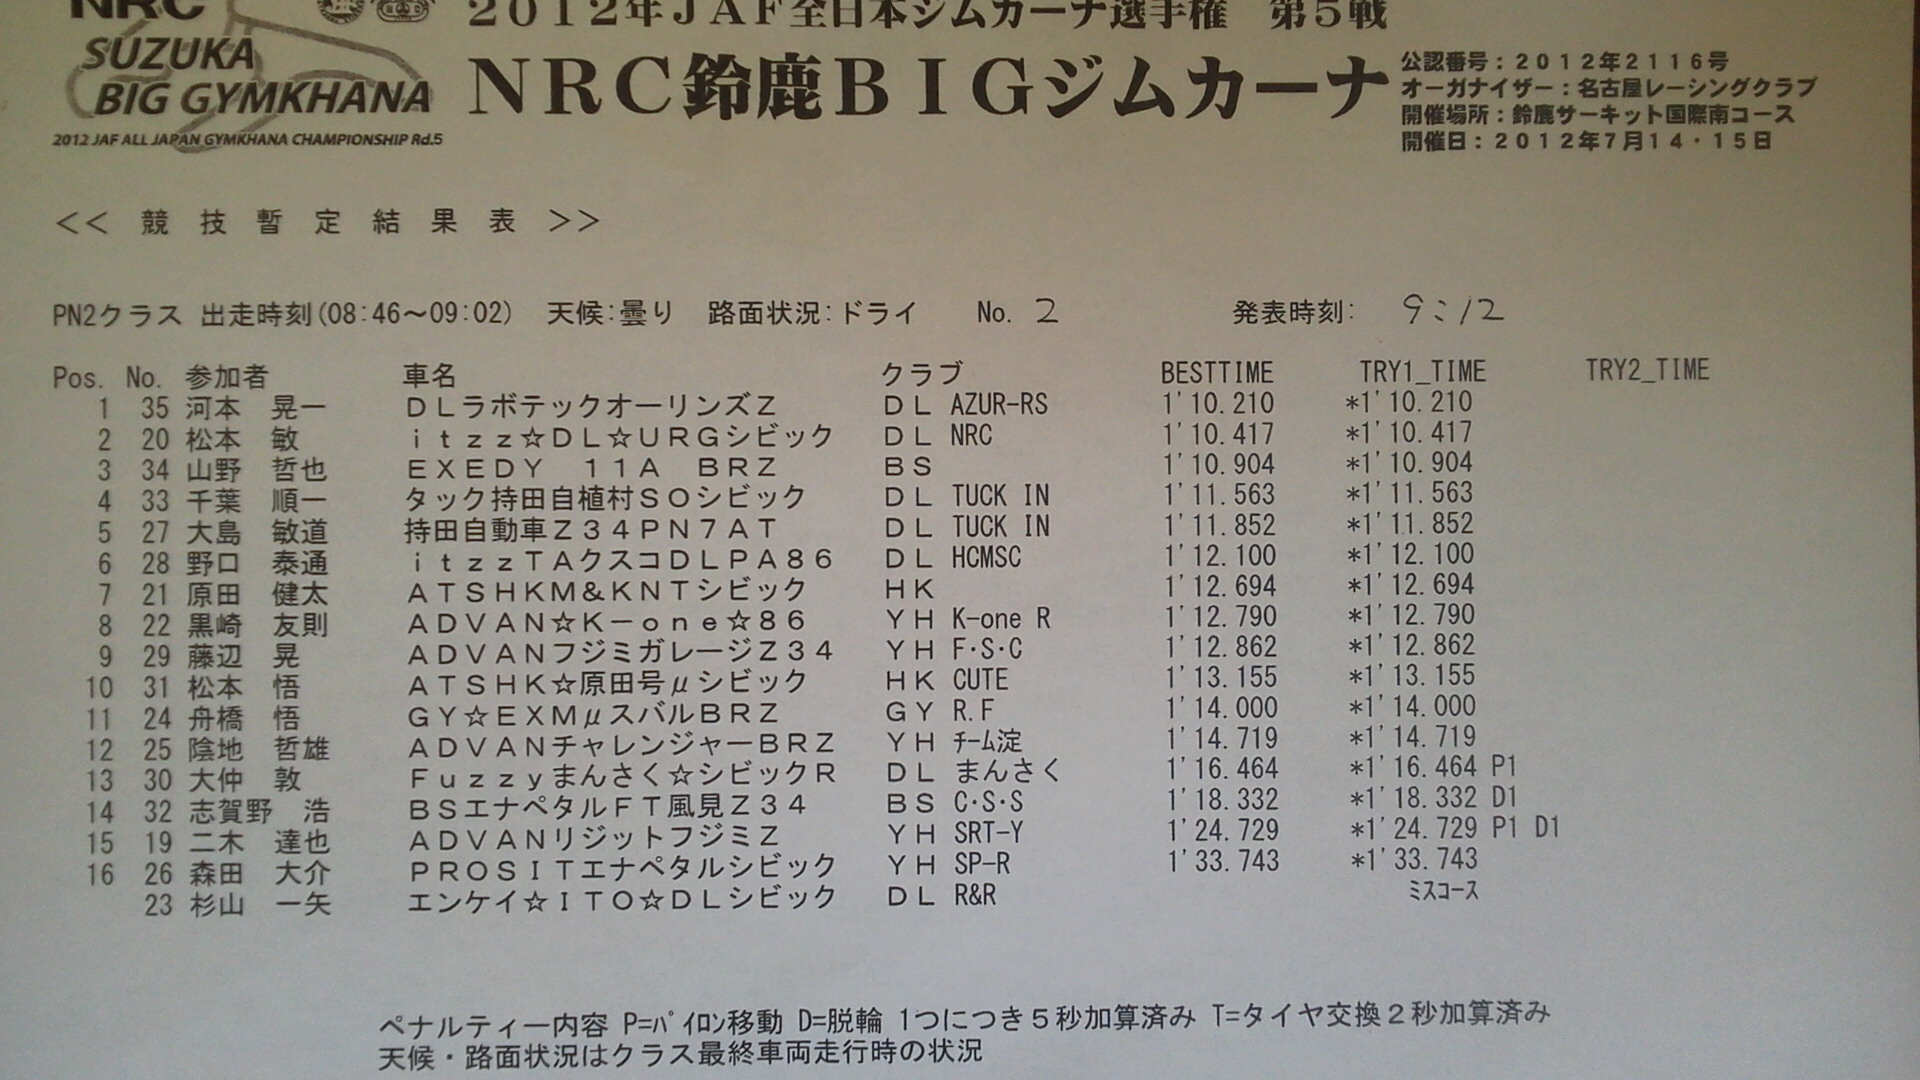 NRC
2012年JAF全日本ジムカーナ選手権 第5戦
SUZUKA
BIG GYMKHANA
2012 JAF ALL JAPAN GYMKHANA CHAMPIONSHIP Rd.5
NRC鈴鹿BIGジムカーナ
公認番号：2012年2116号
オーガナイザー：名古屋レーシングクラブ
開催場所：鈴鹿サーキット国際南コース
開催日：2012年7月14・15日
<< 競技暫定結果表 >>
PN2クラス 出走時刻(08:46～09:02) 天候:曇り 路面状況:ドライ No. 2 発表時刻: 9:12
Pos. No. 参加者 車名 クラブ BESTTIME TRY1_TIME TRY2_TIME
1 35 河本 晃一 DLラボテックオーリンズZ DL AZUR-RS 1'10.210 *1'10.210
2 20 松本 敏 itzz☆DL☆URGシビック DL NRC 1'10.417 *1'10.417
3 34 山野 哲也 EXEDY 11A BRZ BS 1'10.904 *1'10.904
4 33 千葉 順一 タック持田自植村SOシビック DL TUCK IN 1'11.563 *1'11.563
5 27 大島 敏道 持田自動車Z34PN7AT DL TUCK IN 1'11.852 *1'11.852
6 28 野口 泰通 itzzTAクスコDLPA86 DL HCMSC 1'12.100 *1'12.100
7 21 原田 健太 ATSHKM&KNTシビック HK 1'12.694 *1'12.694
8 22 黒崎 友則 ADVAN☆K－one☆86 YH K-one R 1'12.790 *1'12.790
9 29 藤辺 晃 ADVANフジミガレージZ34 YH F･S･C 1'12.862 *1'12.862
10 31 松本 悟 ATSHK☆原田号μシビック HK CUTE 1'13.155 *1'13.155
11 24 舟橋 悟 GY☆EXMμスバルBRZ GY R.F 1'14.000 *1'14.000
12 25 陰地 哲雄 ADVANチャレンジャーBRZ YH ﾁｰﾑ淀 1'14.719 *1'14.719
13 30 大仲 敦 Fuzzyまんさく☆シビックR DL まんさく 1'16.464 *1'16.464 P1
14 32 志賀野 浩 BSエナペタルFT風見Z34 BS C･S･S 1'18.332 *1'18.332 D1
15 19 二木 達也 ADVANリジットフジミZ YH SRT-Y 1'24.729 *1'24.729 P1 D1
16 26 森田 大介 PROSITエナペタルシビック YH SP-R 1'33.743 *1'33.743
23 杉山 一矢 エンケイ☆ITO☆DLシビック DL R&R ﾐｽｺｰｽ
ペナルティー内容 P=ﾊﾟｲﾛﾝ移動 D=脱輪 1つにつき5秒加算済み T=タイヤ交換2秒加算済み
天候・路面状況はクラス最終車両走行時の状況